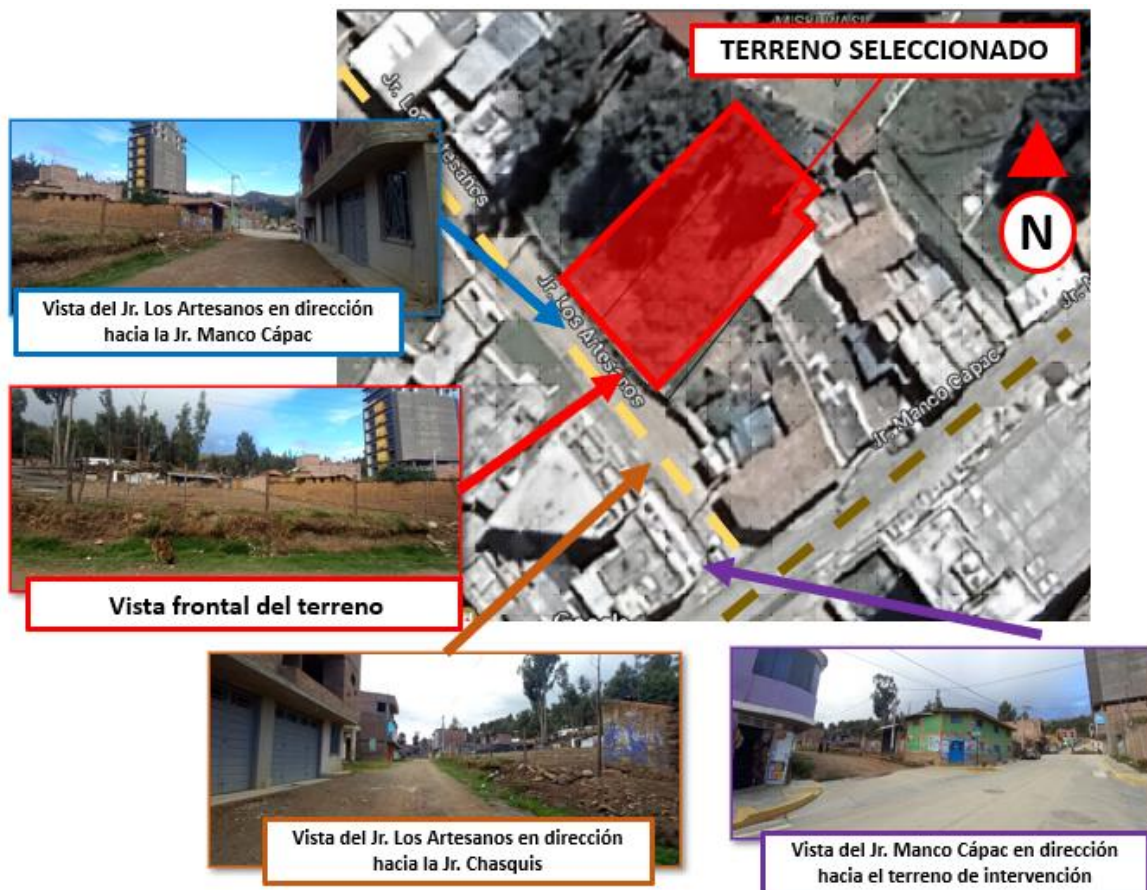 TERRENO SELECCIONADO
Jr. Los Artesanos
N
Vista del Jr. Los Artesanos en dirección
hacia la Jr. Manco Cápac
Jr. Los Artesanos
Jr. Manco Cápac
Vista frontal del terreno
Vista del Jr. Los Artesanos en dirección
hacia la Jr. Chasquis
Vista del Jr. Manco Cápac en dirección
hacia el terreno de intervención